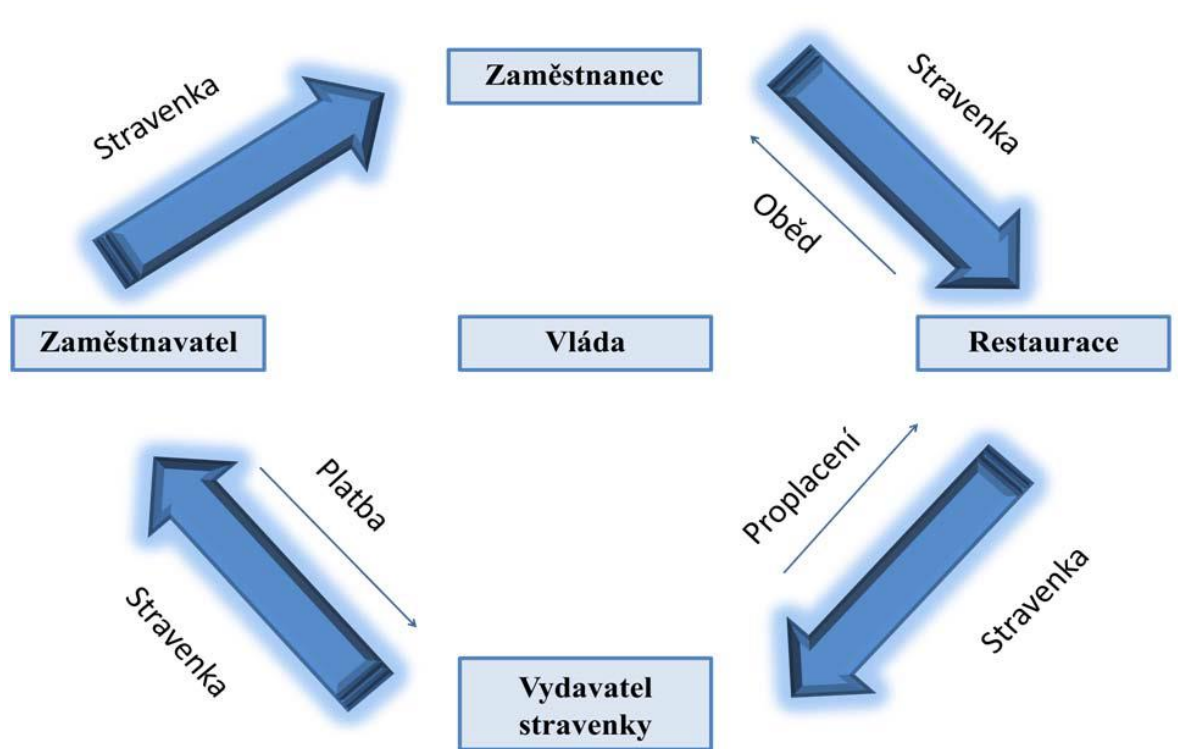 Zaměstnanec
Stravenka
Stravenka
Oběd
Zaměstnavatel
Vláda
Restaurace
Platba
Proplacení
Stravenka
Stravenka
Vydavatel
stravenky